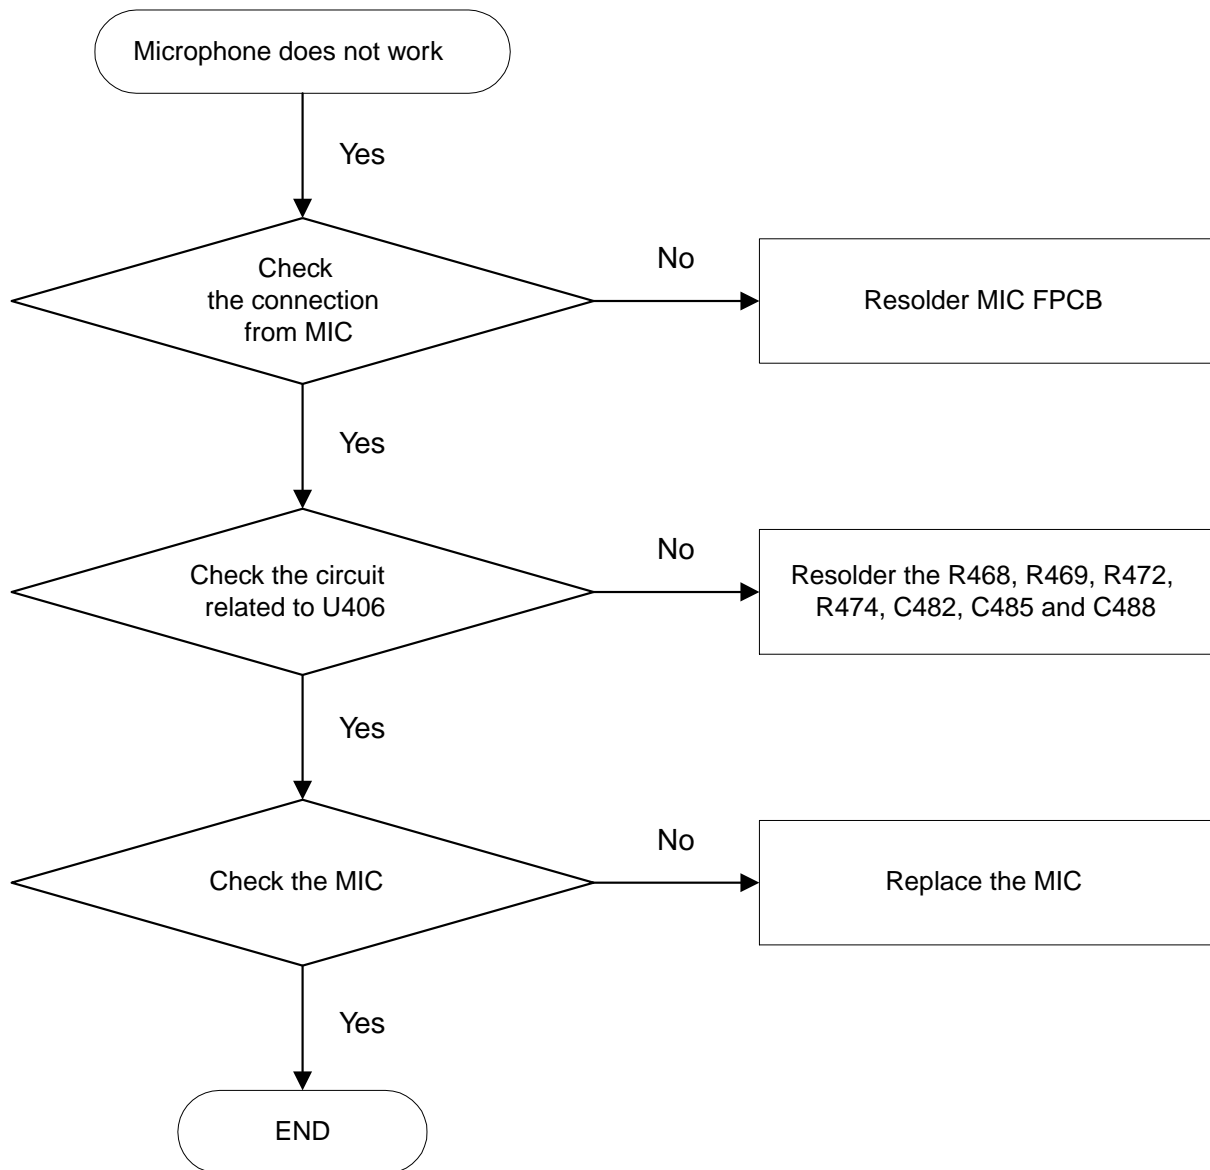 Microphone does not work
Yes
Check
the connection
from MIC
No
Resolder MIC FPCB
Yes
Check the circuit
related to U406
No
Resolder the R468, R469, R472,
R474, C482, C485 and C488
Yes
Check the MIC
No
Replace the MIC
Yes
END